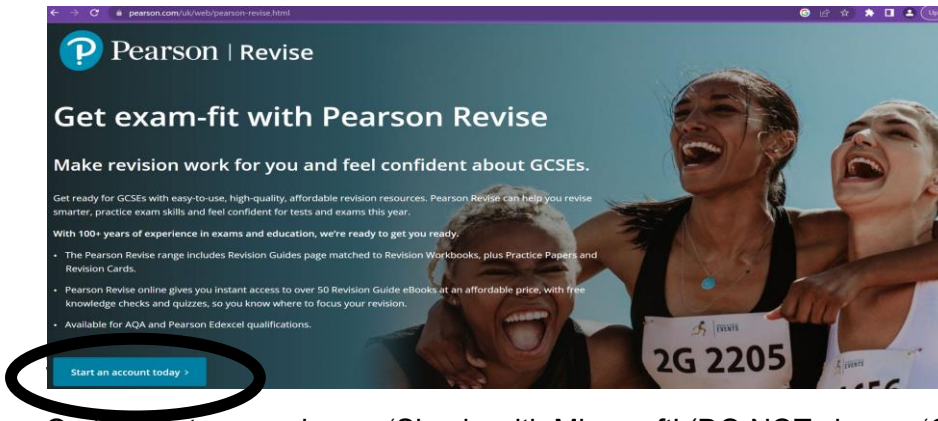 pearson.com/uk/web/pearson-revise.html
Pearson | Revise
Get exam-fit with Pearson Revise
Make revision work for you and feel confident about GCSEs.
Get ready for GCSEs with easy-to-use, high-quality, affordable revision resources. Pearson Revise can help you revise
smarter, practice exam skills and feel confident for tests and exams this year.
With 100+ years of experience in exams and education, we're ready to get you ready.
• The Pearson Revise range includes Revision Guides page matched to Revision Workbooks, plus Practice Papers and
Revision Cards.
• Pearson Revise online gives you instant access to over 50 Revision Guide eBooks at an affordable price, with free
knowledge checks and quizzes, so you know where to focus your revision.
• Available for AQA and Pearson Edexcel qualifications.
Start an account today >
EVENTS
2G 2205
EVENTS